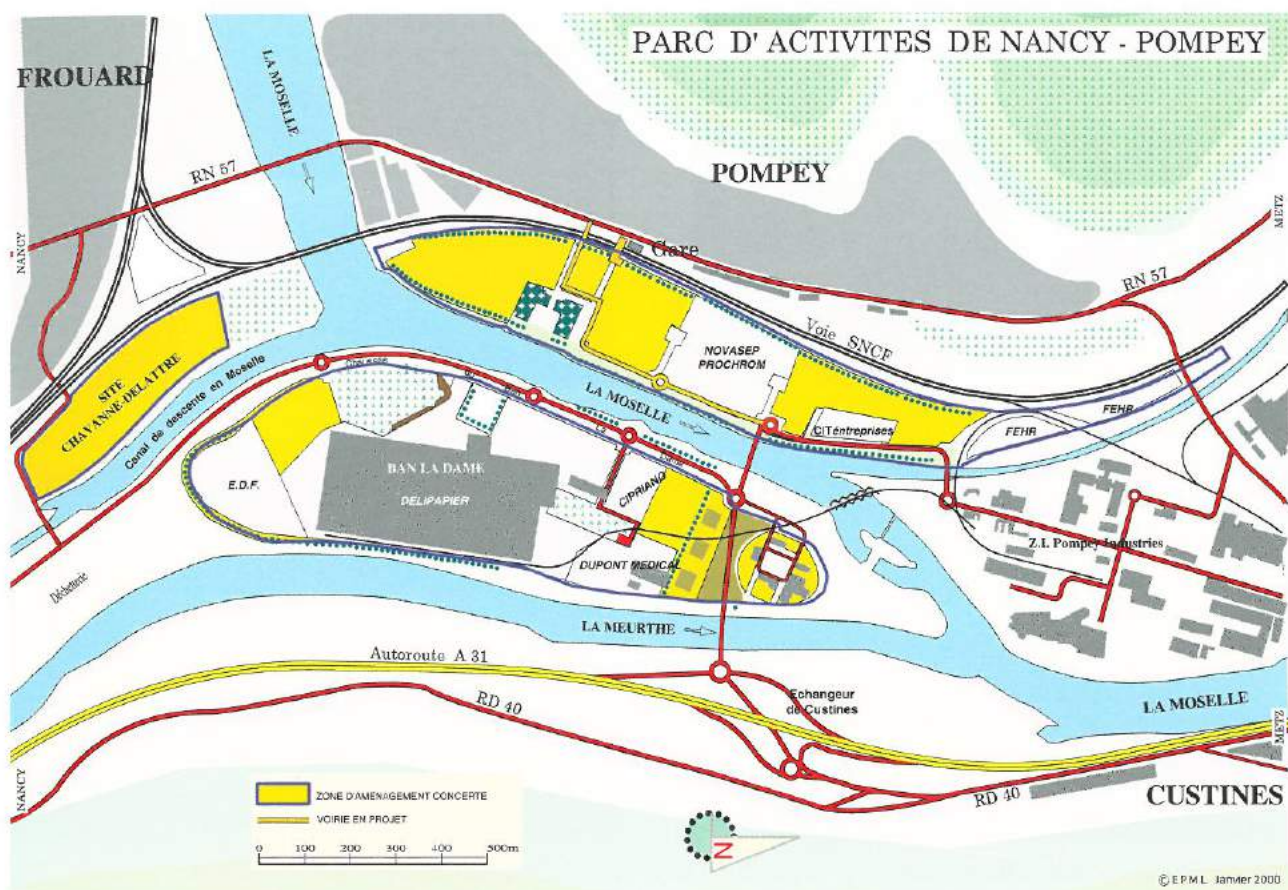 PARC D' ACTIVITES DE NANCY - POMPEY
FROUARD
LA MOSELLE
POMPEY
RN 57
NANCY
METZ
Gare
RN 57
Voie SNCF
NOVASEP
PROCHROM
SITE
CHAVANNE-DELATTRE
Canal de descente en Moselle
Chaussée
LA MOSELLE
CITéntreprises
FEHR
FEHR
BAN LA DAME
DELIPAPIER
CIPRIANO
E.D.F.
Z.I. Pompey Industries
DUPONT MEDICAL
Déchetterie
LA MEURTHE
Autoroute A 31
RD 40
Echangeur
de Custines
LA MOSELLE
METZ
NANCY
RD 40
CUSTINES
ZONE D'AMENAGEMENT CONCERTE
VOIRIE EN PROJET
0 100 200 300 400 500m
N
© E P M L Janvier 2000